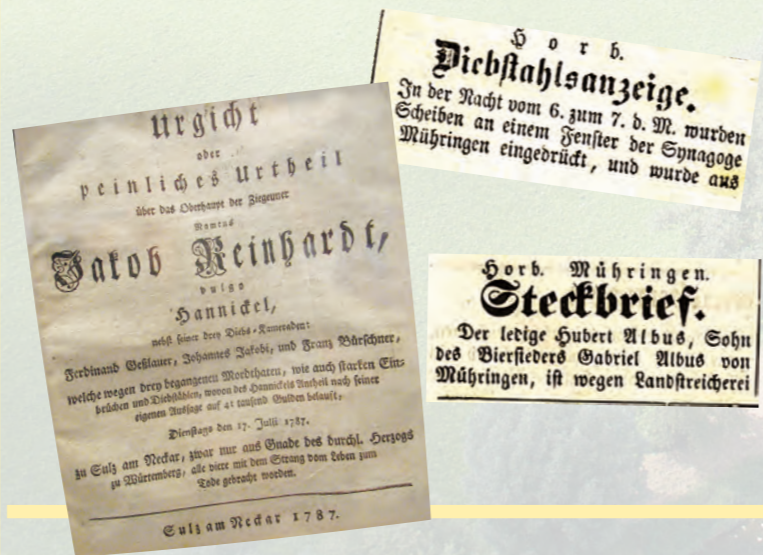 Urgicht
oder
peinliches Urtheil
über das Oberhaupt der Ziegeuner
Namens
Jakob Reinhardt,
vulgo
Hannickel,
nebst seiner drey Diebs-Kameraden:
Ferdinand Geßlauer, Johannes Jakobi, und Franz Bürschner,
welche wegen drey begangenen Mordthaten, wie auch starken Ein-
brüchen und Diebstählen, wovon des Hannickels Antheil nach seiner
eigenen Aussage auf 41 tausend Gulden belauft,
Dienstags den 17. Julii 1787.
zu Sulz am Neckar, zwar nur aus Gnade des durchl. Herzogs
zu Würtemberg, alle viere mit dem Strang vom Leben zum
Tode gebracht worden.
Sulz am Neckar 1787.
Horb.
Diebstahlsanzeige.
In der Nacht vom 6. zum 7. d. M. wurden
Scheiben an einem Fenster der Synagoge
Mühringen eingedrückt, und wurde aus
Horb. Mühringen.
Steckbrief.
Der ledige Hubert Albus, Sohn
des Biersieders Gabriel Albus von
Mühringen, ist wegen Landstreicherei